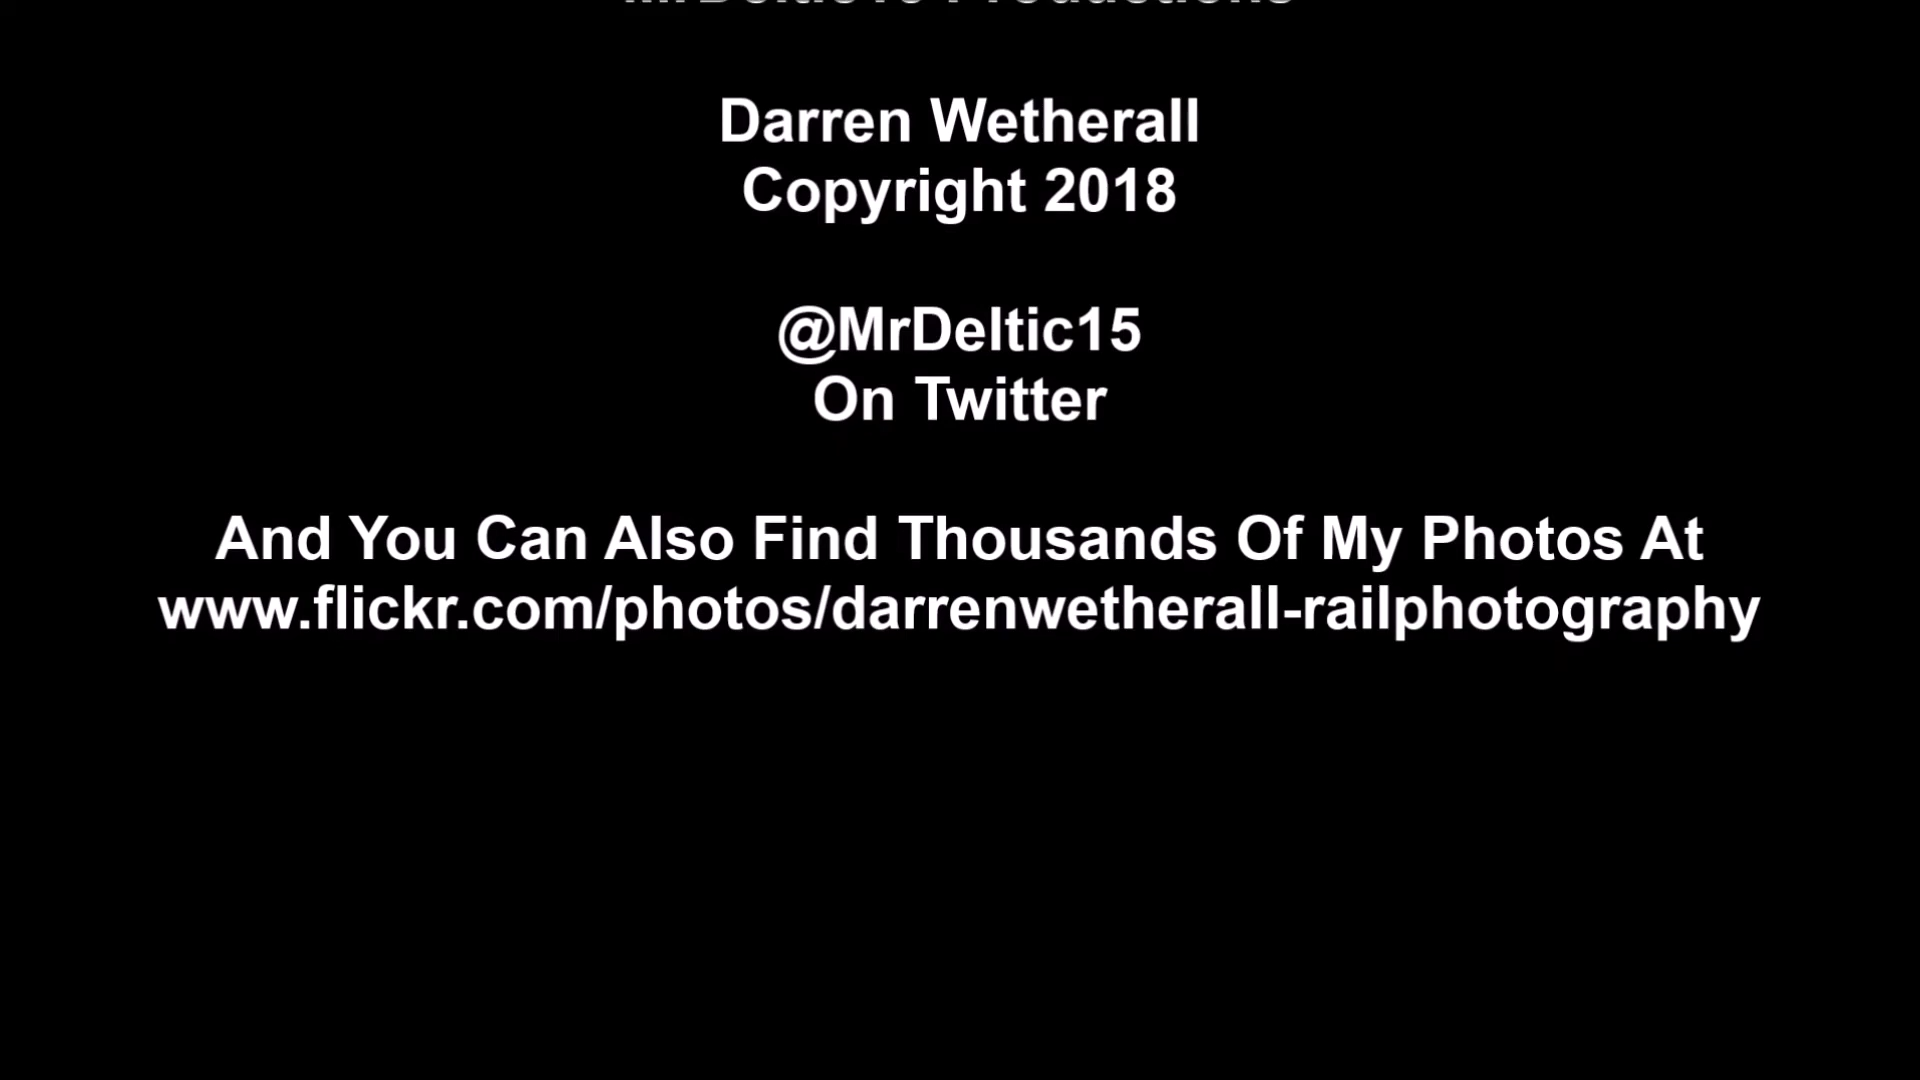 Darren Wetherall
Copyright 2018
@MrDeltic15
On Twitter
And You Can Also Find Thousands Of My Photos At
www.flickr.com/photos/darrenwetherall-railphotography